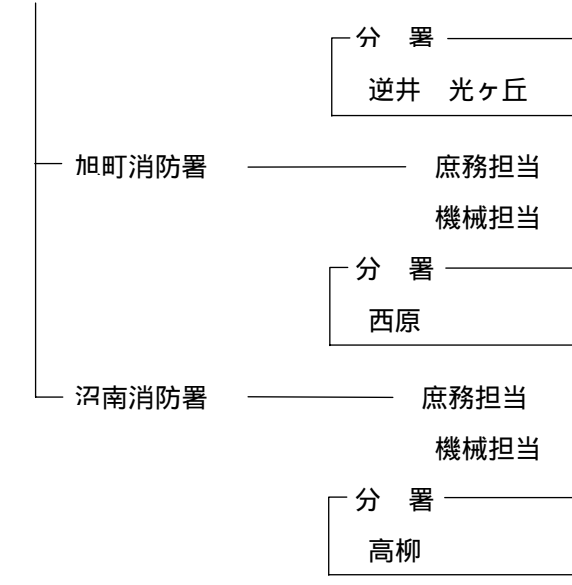 分　署
逆井　光ヶ丘
旭町消防署　庶務担当
機械担当
分　署
西原
沼南消防署　庶務担当
機械担当
分　署
高柳